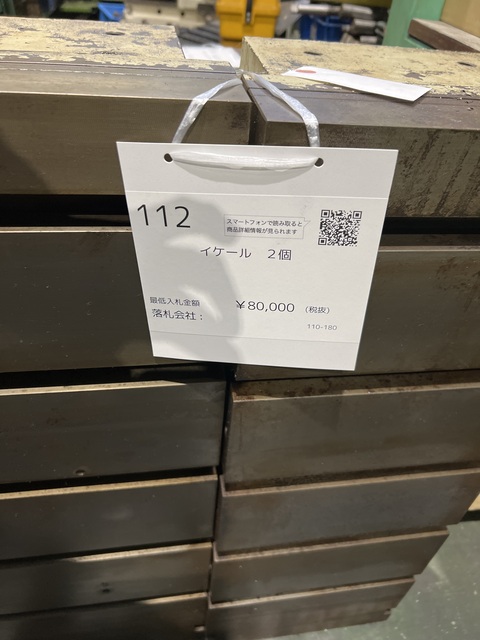 112
スマートフォンで読み取ると
商品詳細情報が見られます
イケール 2個
最低入札金額 ￥80,000 (税抜)
落札会社：
110-180